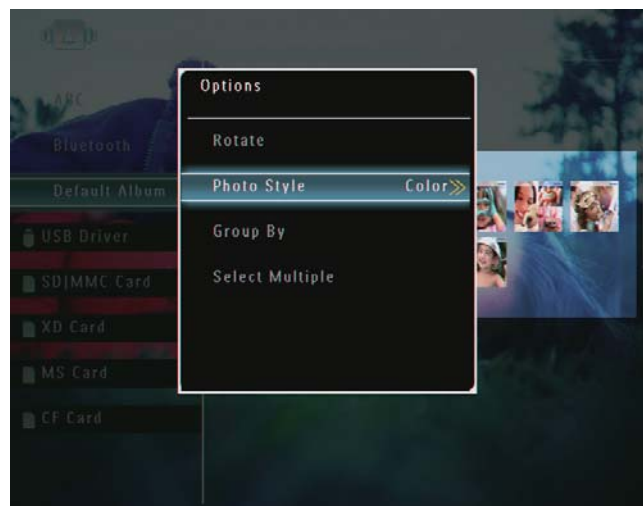 Options
Rotate
Photo Style Color
Group By
Select Multiple
ABC
Bluetooth
Default Album
USB Driver
SD|MMC Card
XD Card
MS Card
CF Card